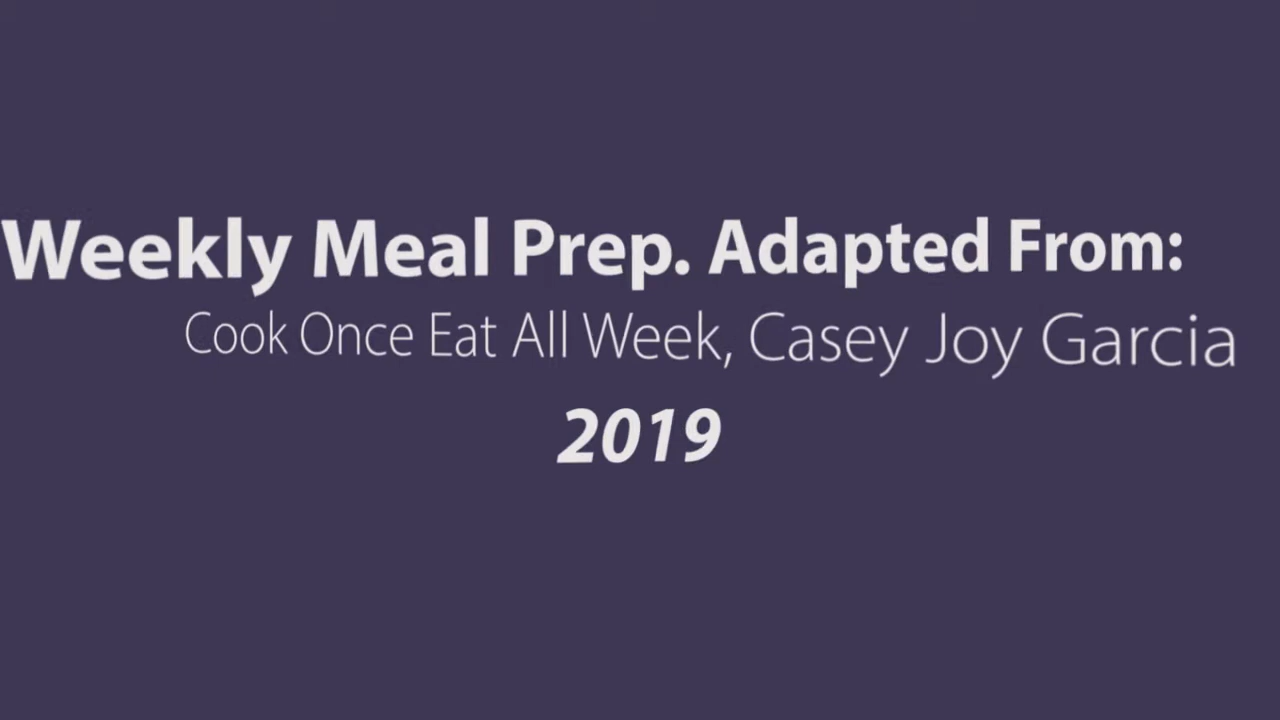 Weekly Meal Prep. Adapted From:
Cook Once Eat All Week, Casey Joy Garcia
2019